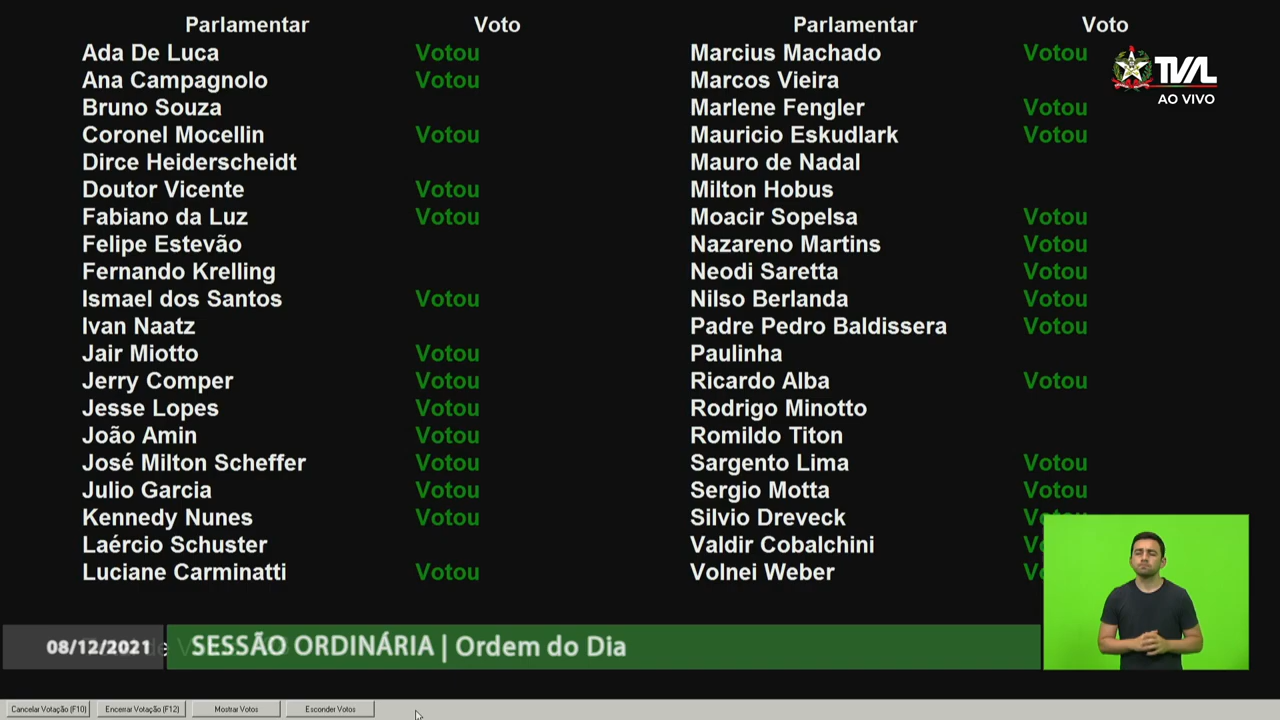 Parlamentar Voto Parlamentar Voto
Ada De Luca Votou Marcius Machado Votou
Ana Campagnolo Votou Marcos Vieira
Bruno Souza Marlene Fengler Votou
Coronel Mocellin Votou Mauricio Eskudlark Votou
Dirce Heiderscheidt Mauro de Nadal
Doutor Vicente Votou Milton Hobus
Fabiano da Luz Votou Moacir Sopelsa Votou
Felipe Estevão Nazareno Martins Votou
Fernando Krelling Neodi Saretta Votou
Ismael dos Santos Votou Nilso Berlanda Votou
Ivan Naatz Padre Pedro Baldissera Votou
Jair Miotto Votou Paulinha
Jerry Comper Votou Ricardo Alba Votou
Jesse Lopes Votou Rodrigo Minotto
João Amin Votou Romildo Titon
José Milton Scheffer Votou Sargento Lima Votou
Julio Garcia Votou Sergio Motta Votou
Kennedy Nunes Votou Silvio Dreveck
Laércio Schuster Valdir Cobalchini
Luciane Carminatti Votou Volnei Weber
TVAL
AO VIVO
08/12/2021 SESSÃO ORDINÁRIA | Ordem do Dia
Cancelar Votação (F10) Encerrar Votação (F12) Mostrar Votos Esconder Votos